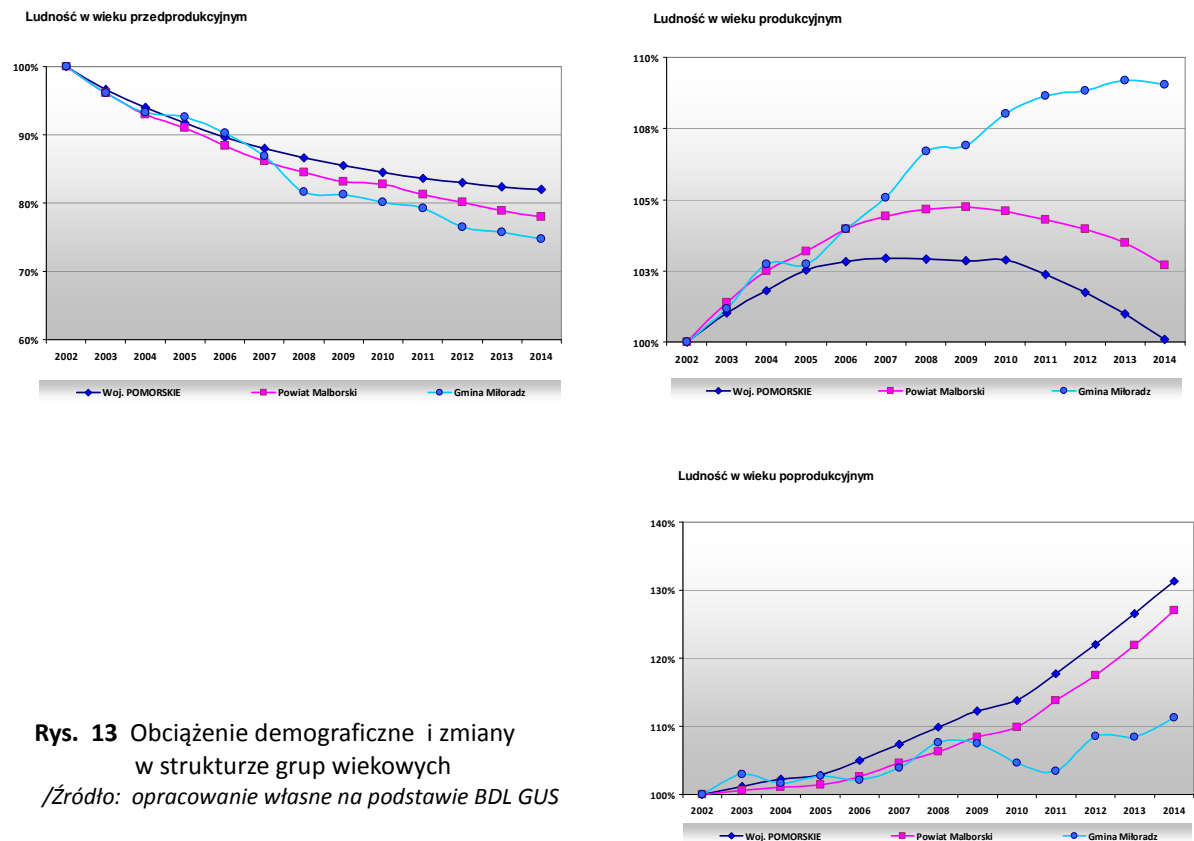 Ludność w wieku przedprodukcyjnym
100%
90%
80%
70%
60%
2002 2003 2004 2005 2006 2007 2008 2009 2010 2011 2012 2013 2014
Woj. POMORSKIE Powiat Malborski Gmina Miłoradz
Ludność w wieku produkcyjnym
110%
108%
105%
103%
100%
2002 2003 2004 2005 2006 2007 2008 2009 2010 2011 2012 2013 2014
Woj. POMORSKIE Powiat Malborski Gmina Miłoradz
Ludność w wieku poprodukcyjnym
140%
130%
120%
110%
100%
2002 2003 2004 2005 2006 2007 2008 2009 2010 2011 2012 2013 2014
Woj. POMORSKIE Powiat Malborski Gmina Miłoradz
Rys. 13 Obciążenie demograficzne i zmiany
w strukturze grup wiekowych
/Źródło: opracowanie własne na podstawie BDL GUS